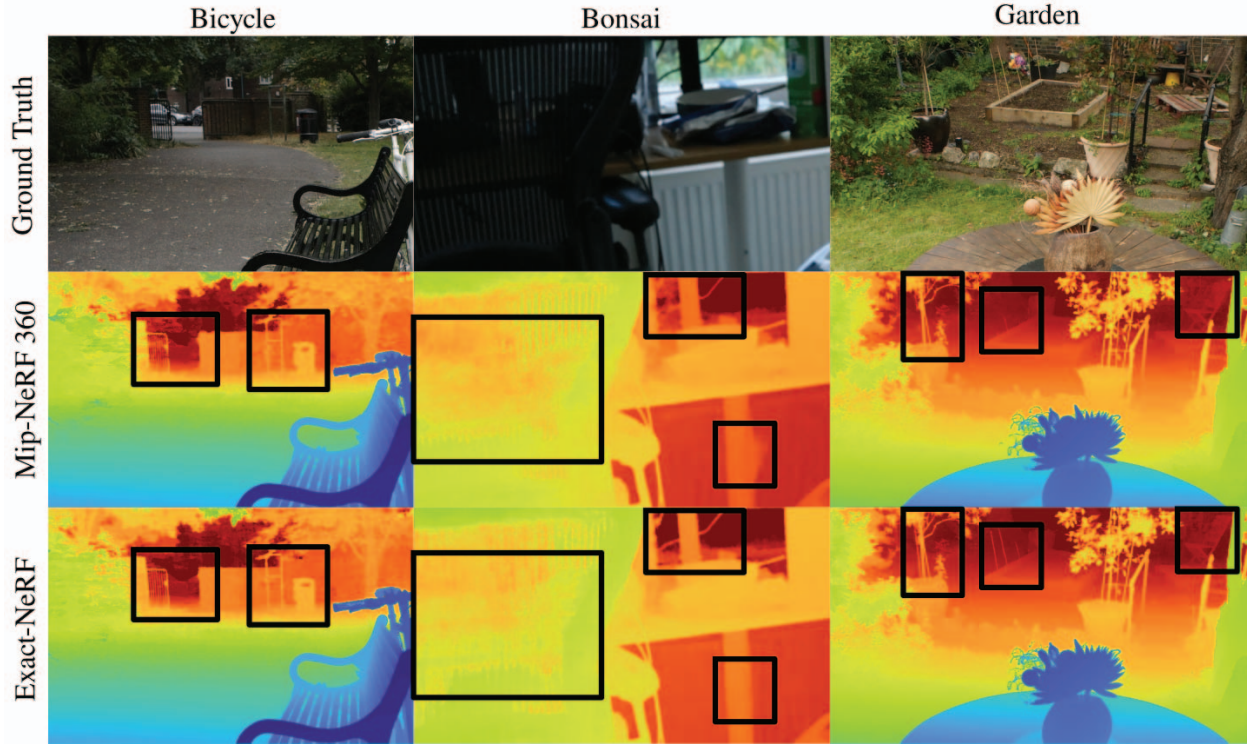 Bicycle
Bonsai
Garden
Ground Truth
Mip-NeRF 360
Exact-NeRF